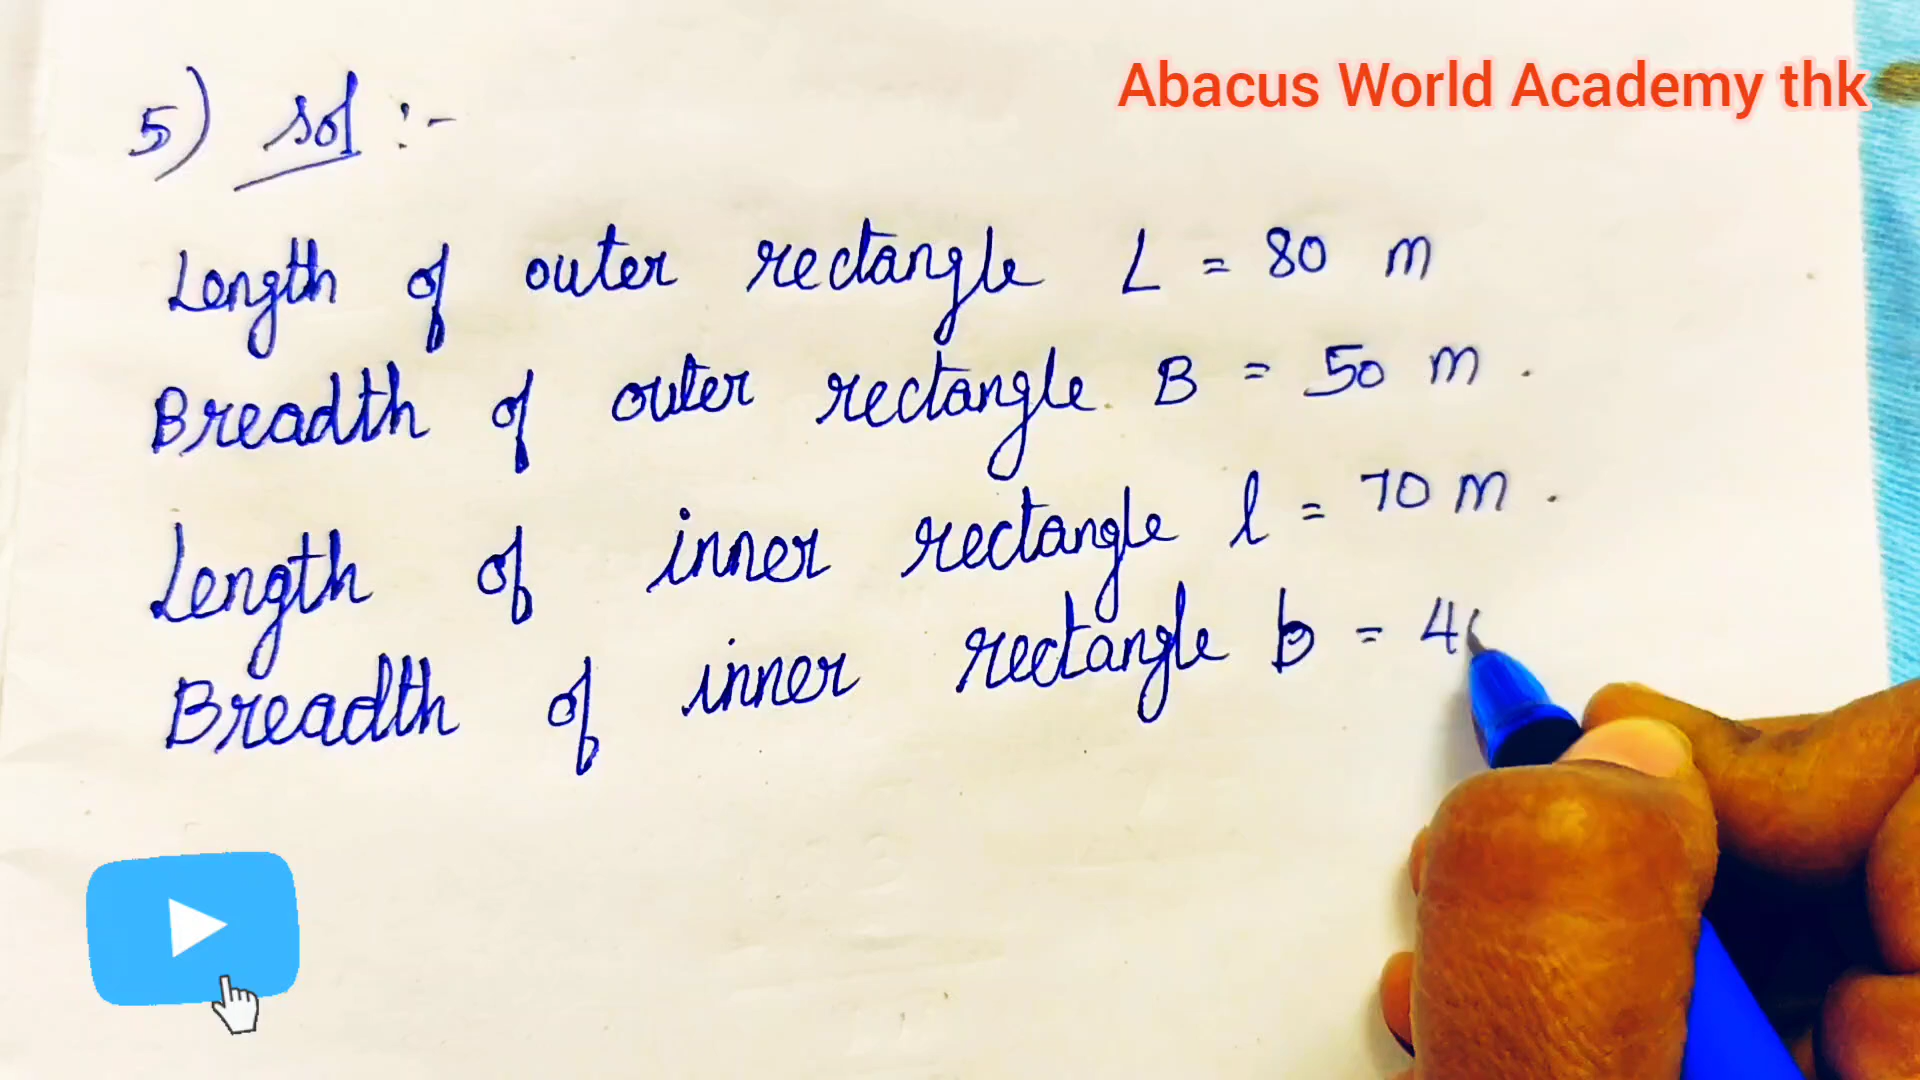 Abacus World Academy thk
5) Sol :-
Length of outer rectangle L = 80 m
Breadth of outer rectangle B = 50 m .
Length of inner rectangle l = 70 m .
Breadth of inner rectangle b = 4